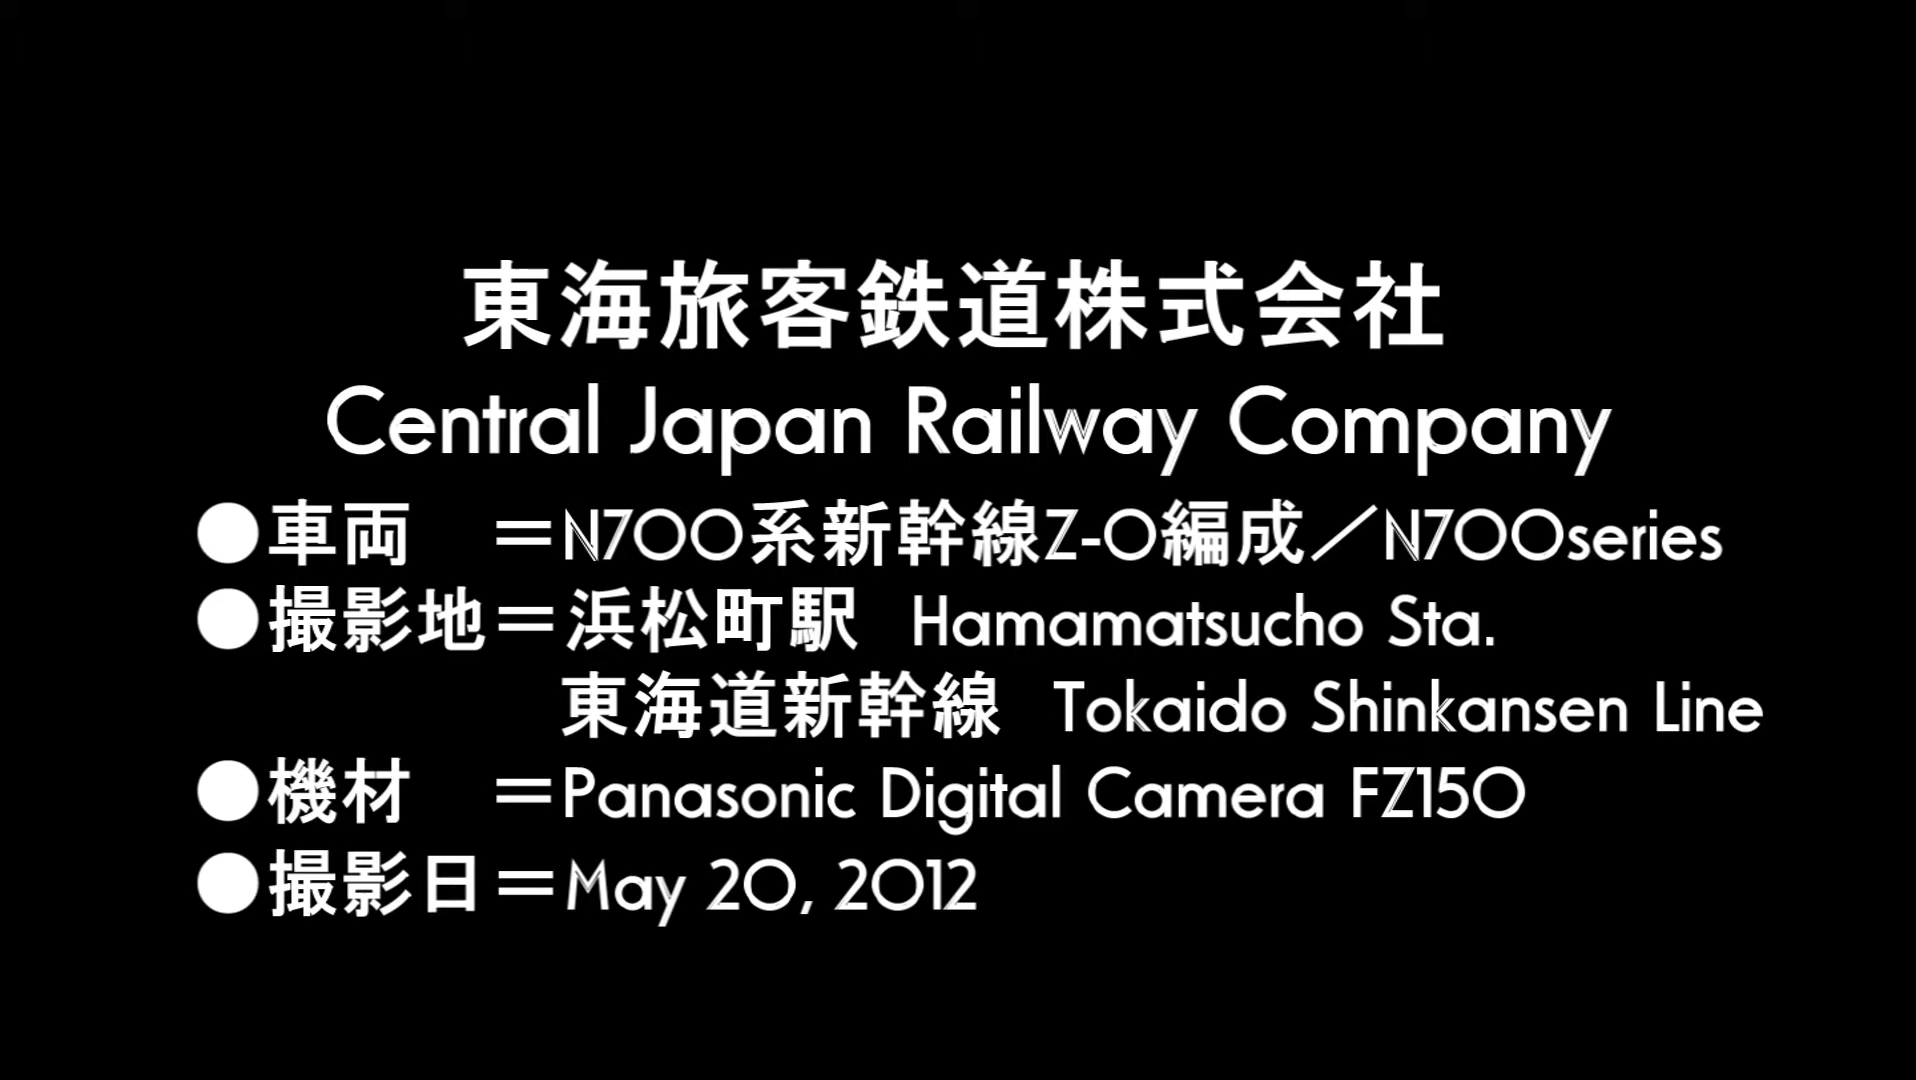 東海旅客鉄道株式会社
Central Japan Railway Company
●車両　＝N700系新幹線Z-0編成／N700series
●撮影地＝浜松町駅 Hamamatsucho Sta.
東海道新幹線 Tokaido Shinkansen Line
●機材　＝Panasonic Digital Camera FZ150
●撮影日＝May 20, 2012